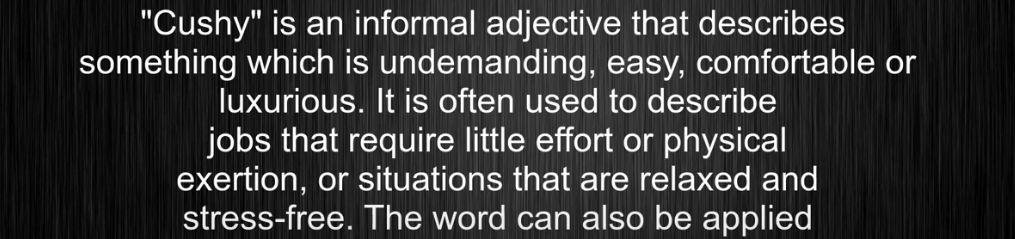 "Cushy" is an informal adjective that describes
something which is undemanding, easy, comfortable or
luxurious. It is often used to describe
jobs that require little effort or physical
exertion, or situations that are relaxed and
stress-free. The word can also be applied